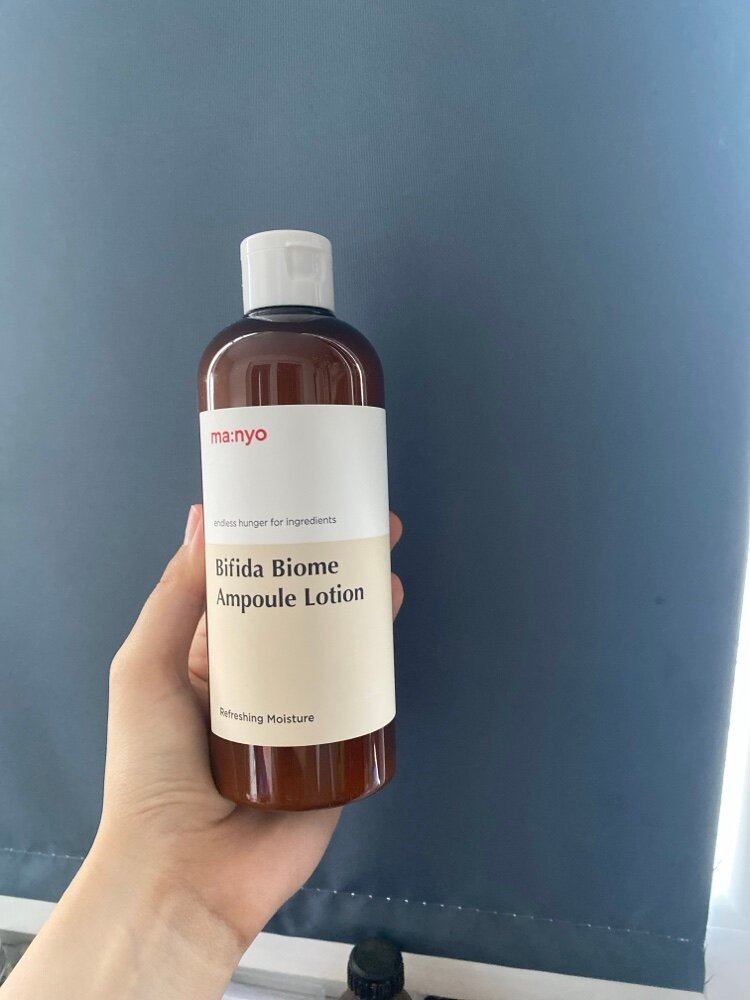 ma:nyo
endless hunger for ingredients
Bifida Biome
Ampoule Lotion
Refreshing Moisture